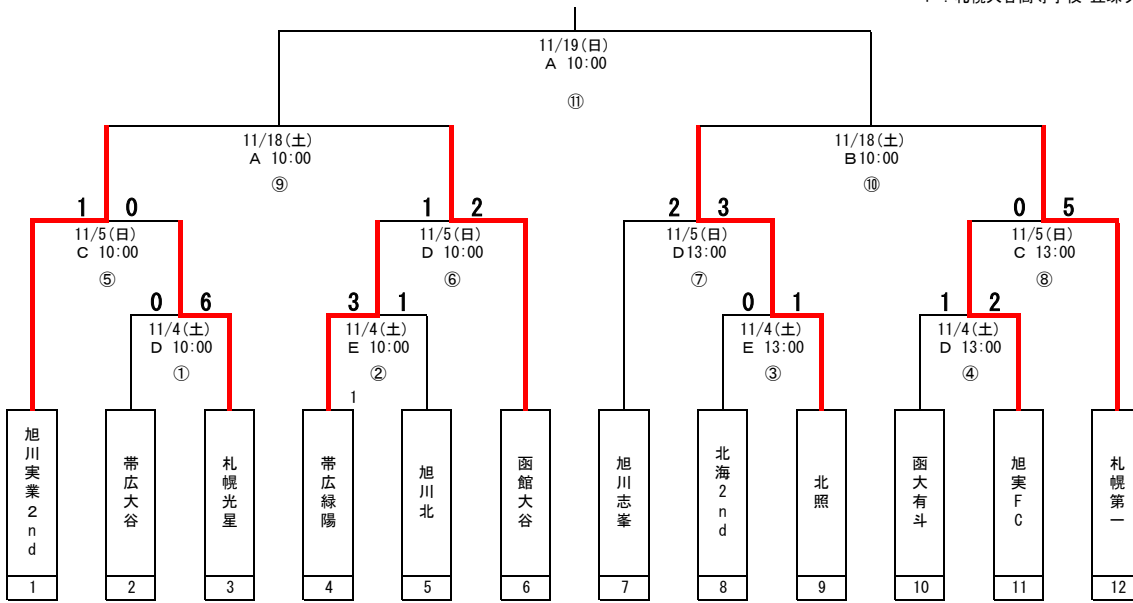 11/19(日)
A 10:00
⑪
11/18(土)
A 10:00
⑨
11/18(土)
B10:00
⑩
1 0
11/5(日)
C 10:00
⑤
1 2
11/5(日)
D 10:00
⑥
2 3
11/5(日)
D13:00
⑦
0 5
11/5(日)
C 13:00
⑧
0 6
11/4(土)
D 10:00
①
3 1
11/4(土)
E 10:00
②
1
0 1
11/4(土)
E 13:00
③
1 2
11/4(土)
D 13:00
④
旭川実業2nd
帯広大谷
札幌光星
帯広緑陽
旭川北
函館大谷
旭川志峯
北海2nd
北照
函大有斗
旭実FC
札幌第一
1 2 3 4 5 6 7 8 9 10 11 12